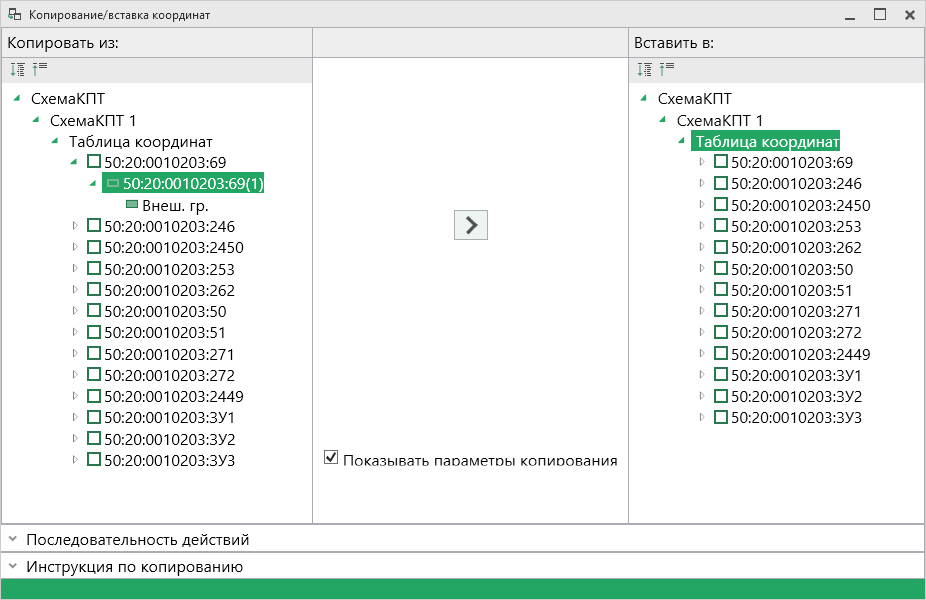 Копирование/вставка координат
Копировать из:
СхемаКПТ
СхемаКПТ 1
Таблица координат
50:20:0010203:69
50:20:0010203:69(1)
Внеш. гр.
50:20:0010203:246
50:20:0010203:2450
50:20:0010203:253
50:20:0010203:262
50:20:0010203:50
50:20:0010203:51
50:20:0010203:271
50:20:0010203:272
50:20:0010203:2449
50:20:0010203:ЗУ1
50:20:0010203:ЗУ2
50:20:0010203:ЗУ3
Показывать параметры копирования
Вставить в:
СхемаКПТ
СхемаКПТ 1
Таблица координат
50:20:0010203:69
50:20:0010203:246
50:20:0010203:2450
50:20:0010203:253
50:20:0010203:262
50:20:0010203:50
50:20:0010203:51
50:20:0010203:271
50:20:0010203:272
50:20:0010203:2449
50:20:0010203:ЗУ1
50:20:0010203:ЗУ2
50:20:0010203:ЗУ3
Последовательность действий
Инструкция по копированию